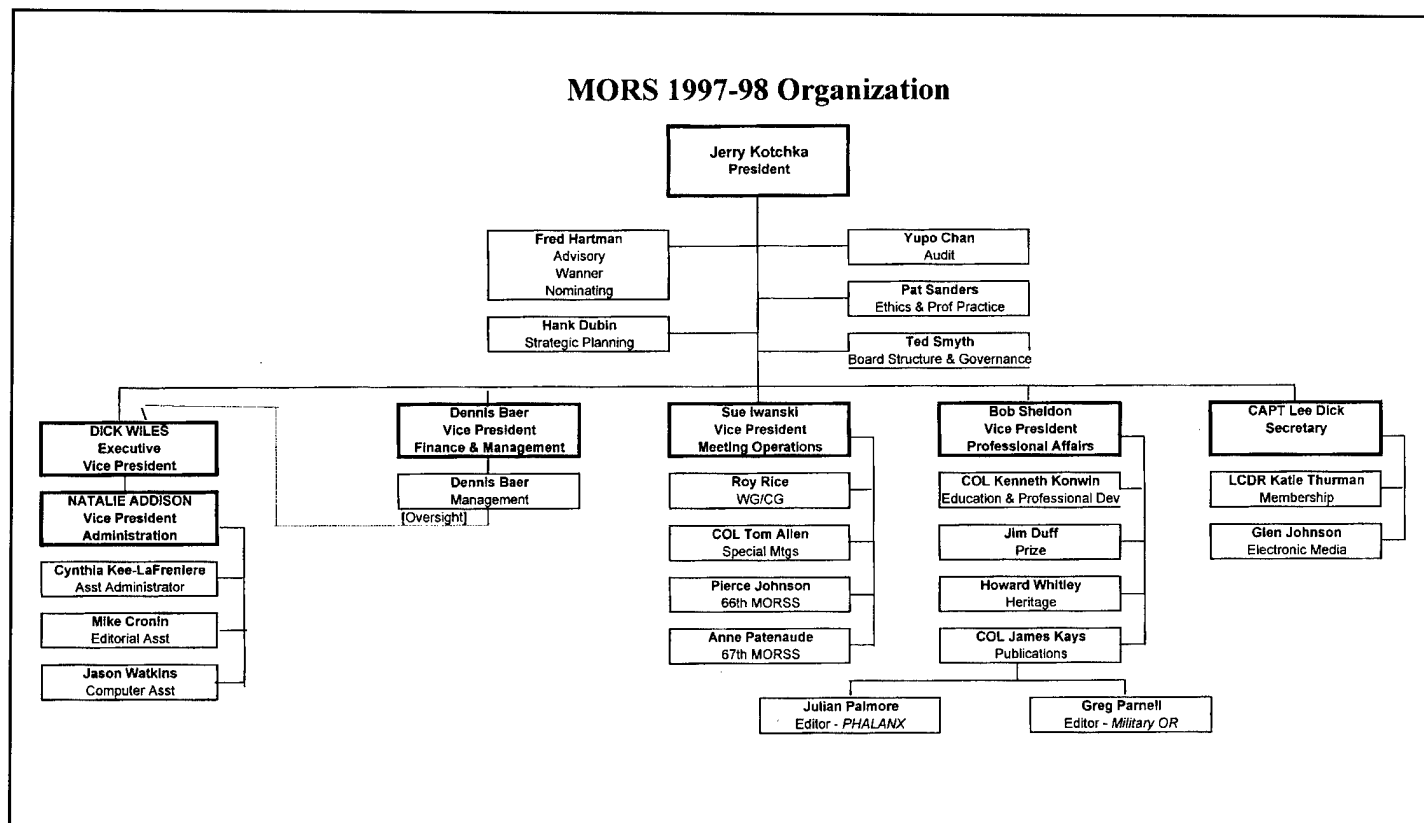 MORS 1997-98 Organization
Jerry Kotchka
President
Fred Hartman
Advisory
Wanner
Nominating
Yupo Chan
Audit
Pat Sanders
Ethics & Prof Practice
Hank Dubin
Strategic Planning
Ted Smyth
Board Structure & Governance
DICK WILES
Executive
Vice President
NATALIE ADDISON
Vice President
Administration
Cynthia Kee-LaFreniere
Asst Administrator
Mike Cronin
Editorial Asst
Jason Watkins
Computer Asst
Dennis Baer
Vice President
Finance & Management
Dennis Baer
Management
[Oversight]
Sue Iwanski
Vice President
Meeting Operations
Roy Rice
WG/CG
COL Tom Allen
Special Mtgs
Pierce Johnson
66th MORSS
Anne Patenaude
67th MORSS
Bob Sheldon
Vice President
Professional Affairs
COL Kenneth Konwin
Education & Professional Dev
Jim Duff
Prize
Howard Whitley
Heritage
COL James Kays
Publications
Julian Palmore
Editor - PHALANX
Greg Parnell
Editor - Military OR
CAPT Lee Dick
Secretary
LCDR Katie Thurman
Membership
Glen Johnson
Electronic Media